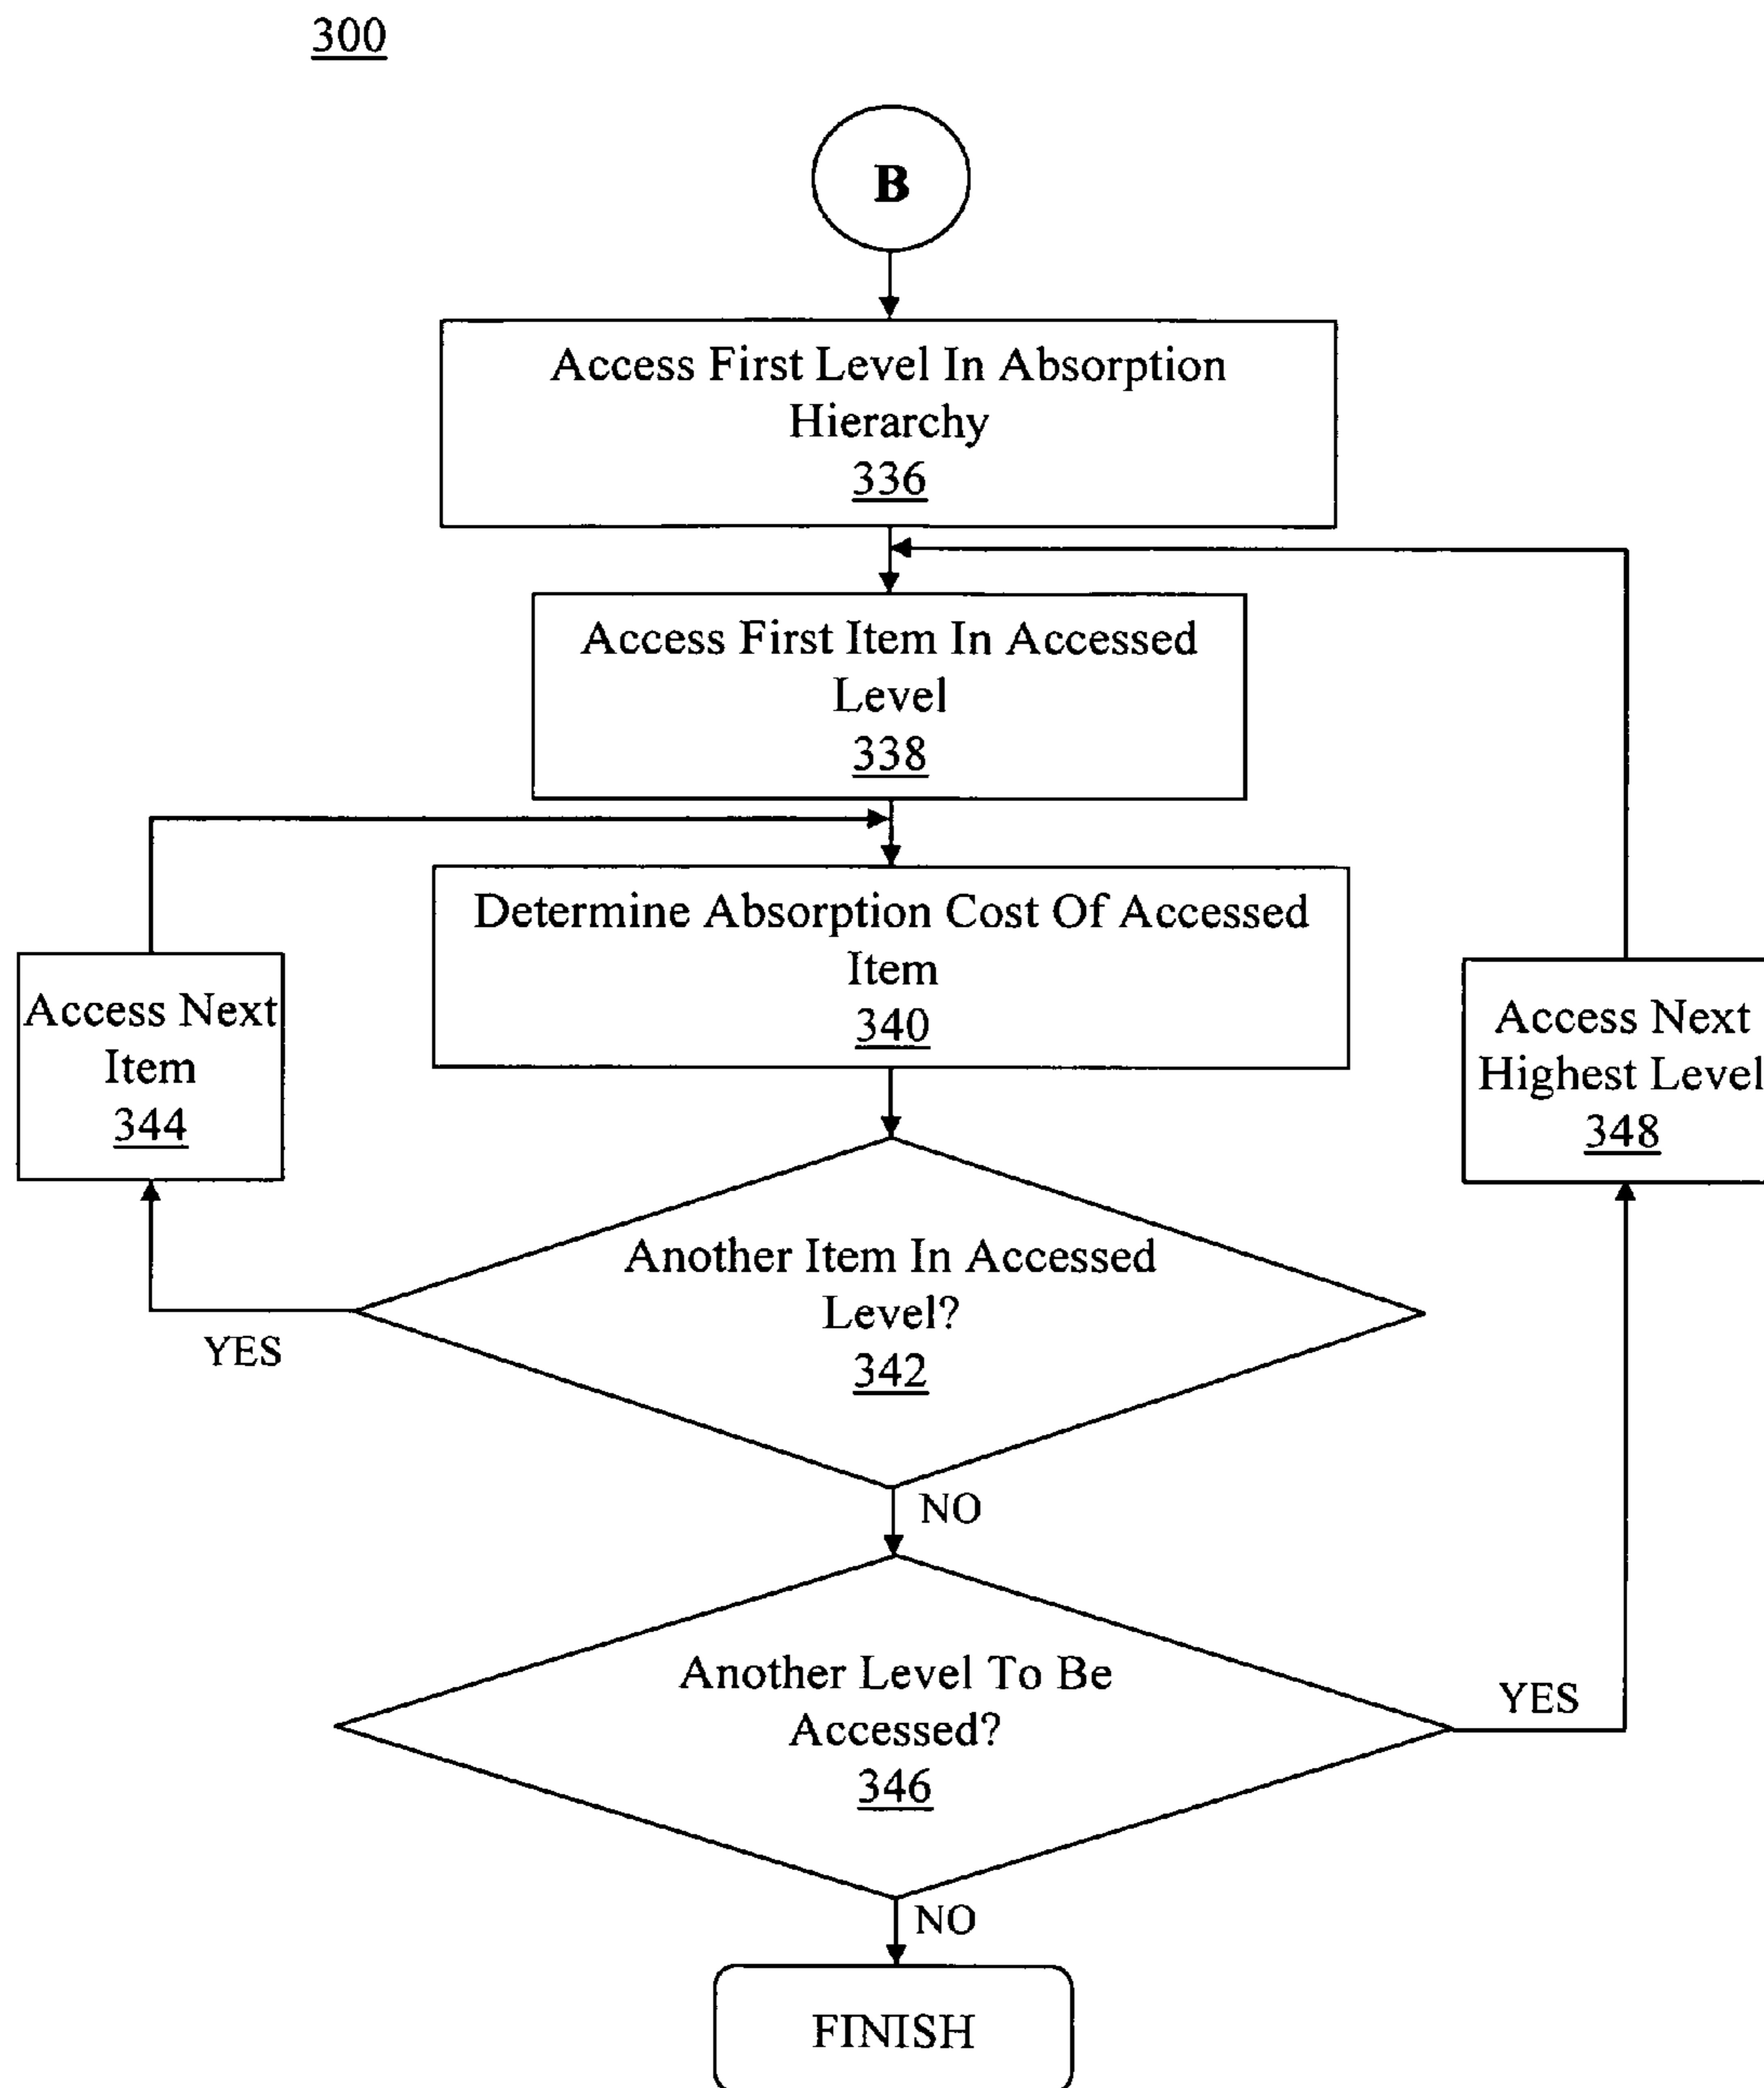 300
B
Access First Level In Absorption
Hierarchy
336
Access First Item In Accessed
Level
338
Determine Absorption Cost Of Accessed
Item
340
Access Next
Item
344
Access Next
Highest Level
348
Another Item In Accessed
Level?
342
YES
NO
Another Level To Be
Accessed?
346
YES
NO
FINISH